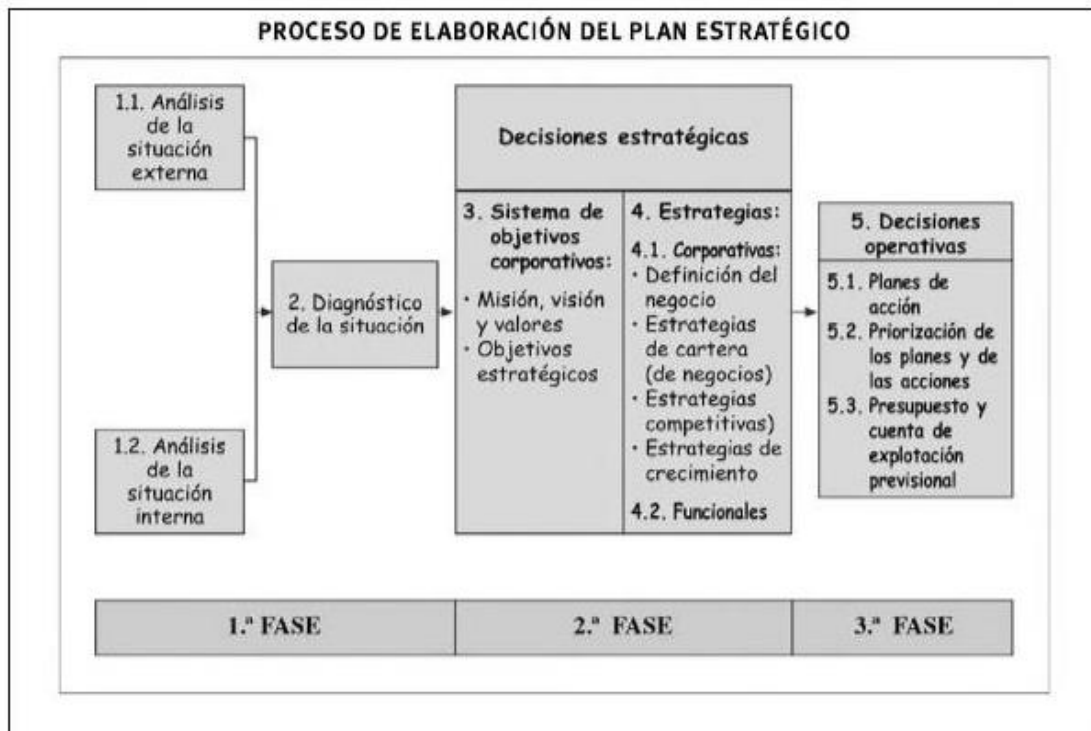 PROCESO DE ELABORACIÓN DEL PLAN ESTRATÉGICO
1.1. Análisis
de la
situación
externa
1.2. Análisis
de la
situación
interna
2. Diagnóstico
de la situación
Decisiones estratégicas
3. Sistema de
objetivos
corporativos:
· Misión, visión
y valores
· Objetivos
estratégicos
4. Estrategias:
4.1. Corporativas:
· Definición del
negocio
· Estrategias
de cartera
(de negocios)
· Estrategias
competitivas)
· Estrategias de
crecimiento
4.2. Funcionales
5. Decisiones
operativas
5.1. Planes de
acción
5.2. Priorización de
los planes y de
las acciones
5.3. Presupuesto y
cuenta de
explotación
previsional
1.ª FASE
2.ª FASE
3.ª FASE